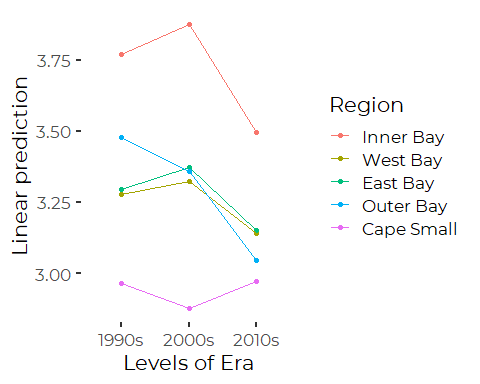 3.75
3.50
3.25
3.00
Linear prediction
1990s 2000s 2010s
Levels of Era
Region
Inner Bay
West Bay
East Bay
Outer Bay
Cape Small